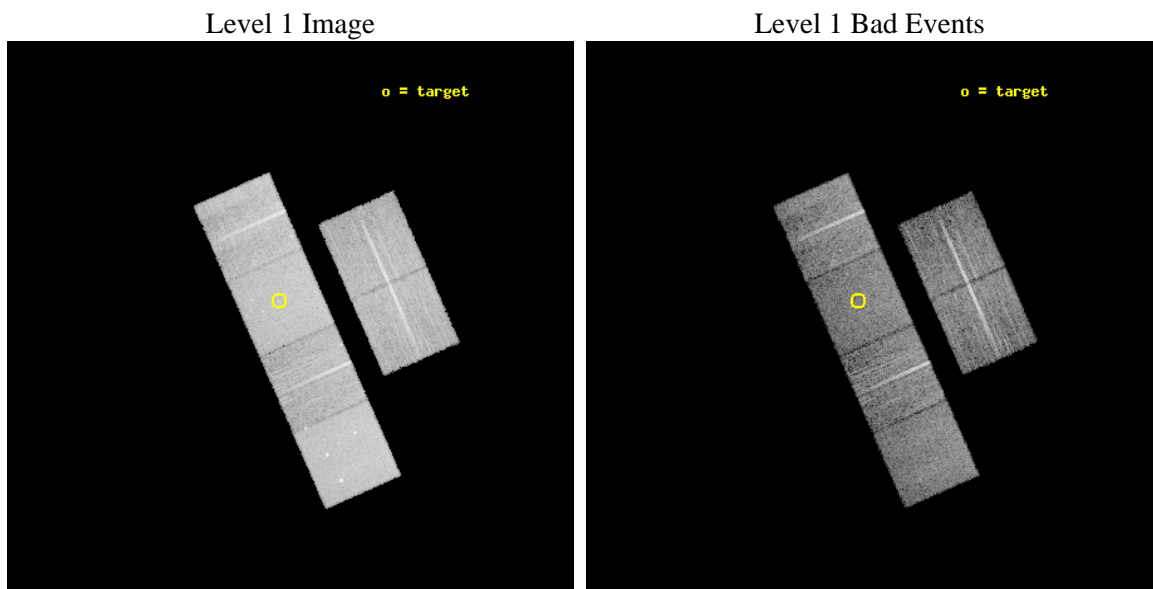 Level 1 Image
Level 1 Bad Events
o = target
o = target